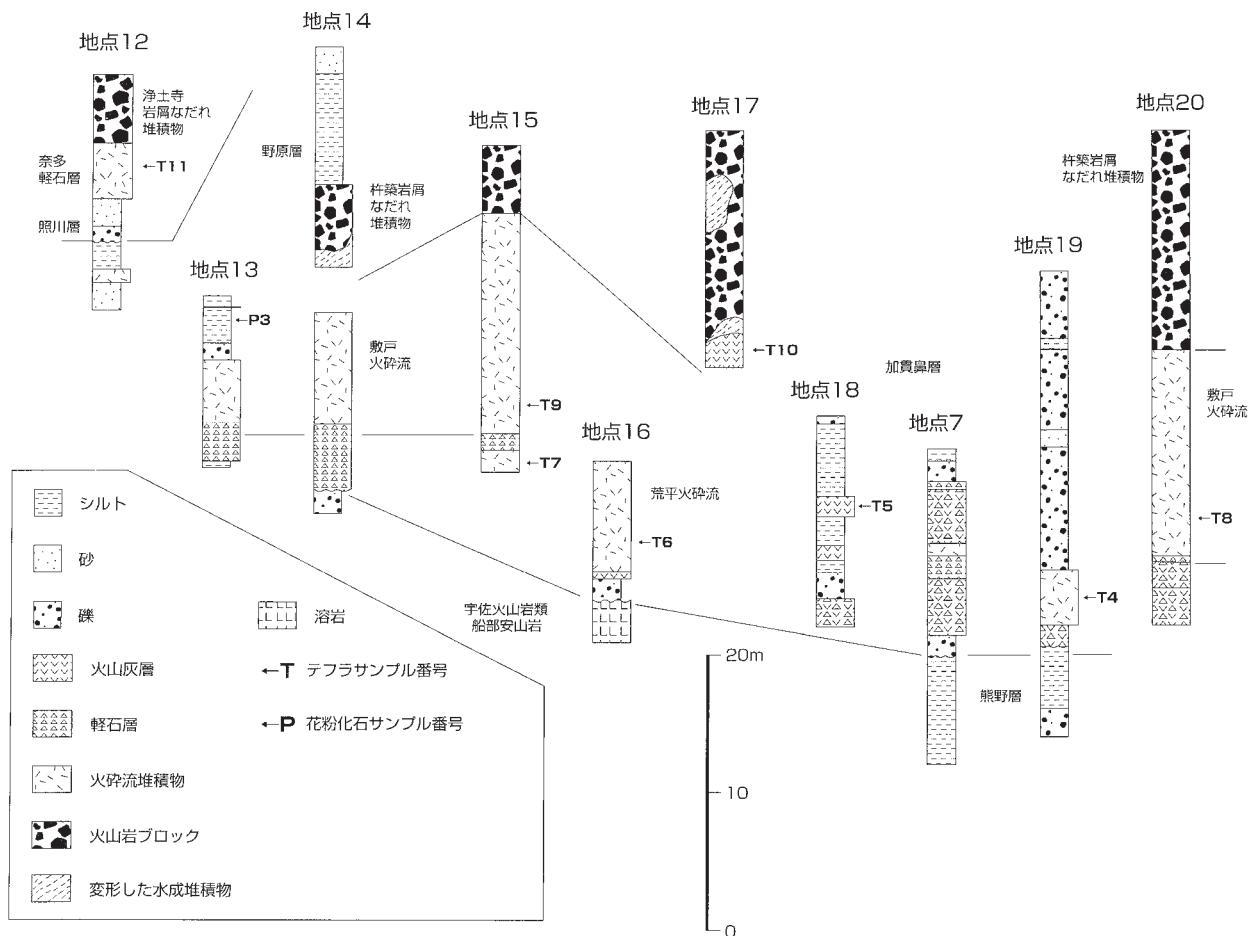 地点12
浄土寺
岩屑なだれ
堆積物
奈多
軽石層
←T11
照川層
地点14
野原層
杵築岩屑
なだれ
堆積物
敷戸
火砕流
地点13
←P3
地点15
←T9
←T7
地点16
荒平火砕流
←T6
宇佐火山岩類
船部安山岩
地点17
←T10
加貫鼻層
地点18
←T5
地点7
熊野層
地点19
←T4
地点20
杵築岩屑
なだれ堆積物
敷戸
火砕流
←T8
シルト
砂
礫
溶岩
火山灰層
←T テフラサンプル番号
軽石層
←P 花粉化石サンプル番号
火砕流堆積物
火山岩ブロック
変形した水成堆積物
20m
10
0